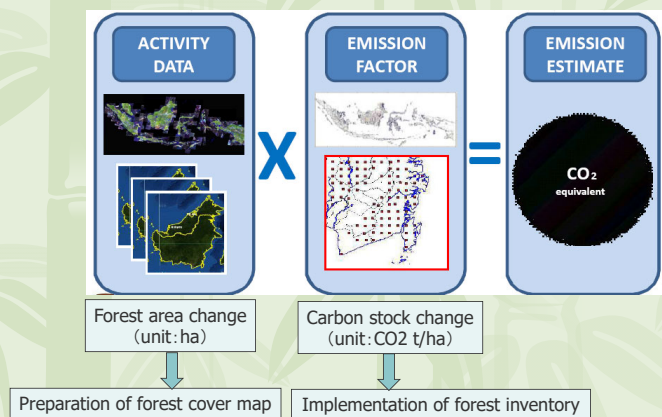 ACTIVITY
DATA
X
EMISSION
FACTOR
=
EMISSION
ESTIMATE
CO₂
equivalent
Forest area change
(unit:ha)
Carbon stock change
(unit:CO2 t/ha)
Preparation of forest cover map
Implementation of forest inventory